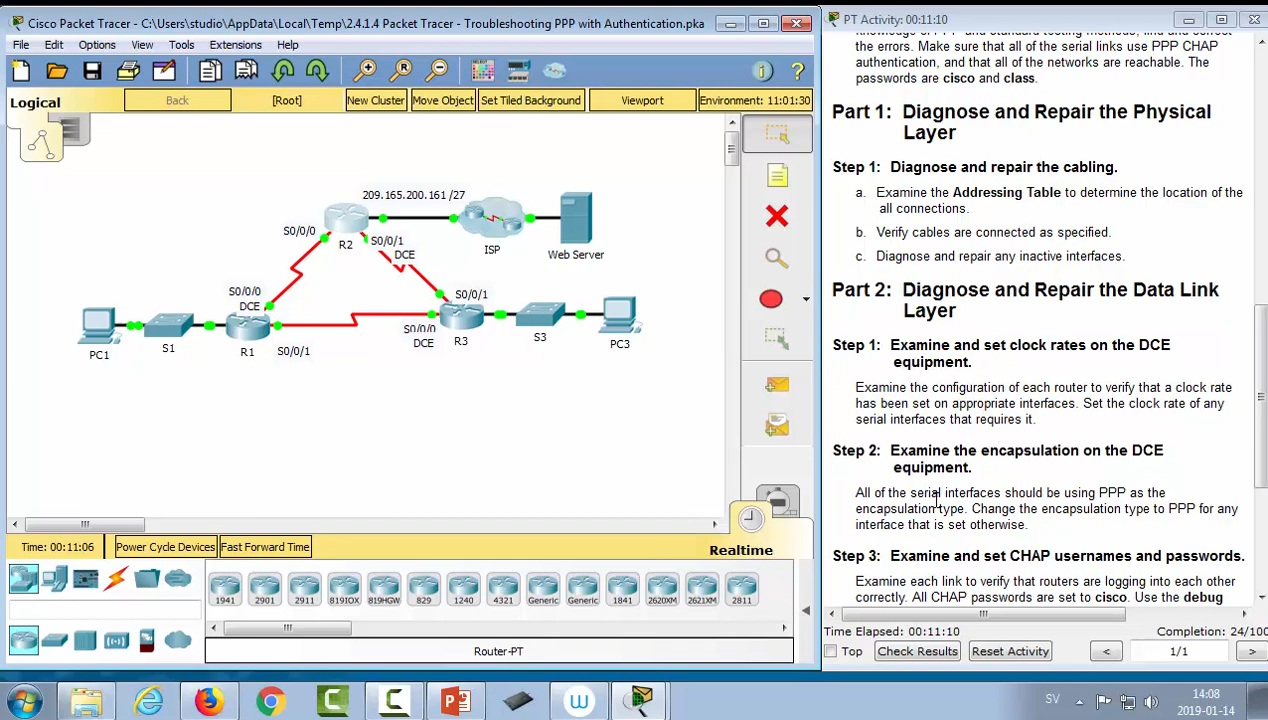 Cisco Packet Tracer - C:\Users\studio\AppData\Local\Temp\2.4.1.4 Packet Tracer - Troubleshooting PPP with Authentication.pka
File Edit Options View Tools Extensions Help
Logical
Back
[Root]
New Cluster
Move Object
Set Tiled Background
Viewport
Environment: 11:01:30
209.165.200.161 /27
S0/0/0
R2
S0/0/1
DCE
ISP
Web Server
S0/0/0
DCE
S0/0/1
PC1
S1
R1
S0/0/1
S0/0/0
DCE
R3
S3
PC3
Time: 00:11:06
Power Cycle Devices
Fast Forward Time
Realtime
1941
2901
2911
819IOX
819HGW
829
1240
4321
Generic
Generic
1841
2620XM
2621XM
2811
Router-PT
PT Activity: 00:11:10
knowledge of PPP and standard testing methods, find and correct
the errors. Make sure that all of the serial links use PPP CHAP
authentication, and that all of the networks are reachable. The
passwords are cisco and class.
Part 1: Diagnose and Repair the Physical
Layer
Step 1: Diagnose and repair the cabling.
a. Examine the Addressing Table to determine the location of the
all connections.
b. Verify cables are connected as specified.
c. Diagnose and repair any inactive interfaces.
Part 2: Diagnose and Repair the Data Link
Layer
Step 1: Examine and set clock rates on the DCE
equipment.
Examine the configuration of each router to verify that a clock rate
has been set on appropriate interfaces. Set the clock rate of any
serial interfaces that requires it.
Step 2: Examine the encapsulation on the DCE
equipment.
All of the serial interfaces should be using PPP as the
encapsulation type. Change the encapsulation type to PPP for any
interface that is set otherwise.
Step 3: Examine and set CHAP usernames and passwords.
Examine each link to verify that routers are logging into each other
correctly. All CHAP passwords are set to cisco. Use the debug
Time Elapsed: 00:11:10
Completion: 24/100
Top
Check Results
Reset Activity
<
1/1
>
SV
14:08
2019-01-14